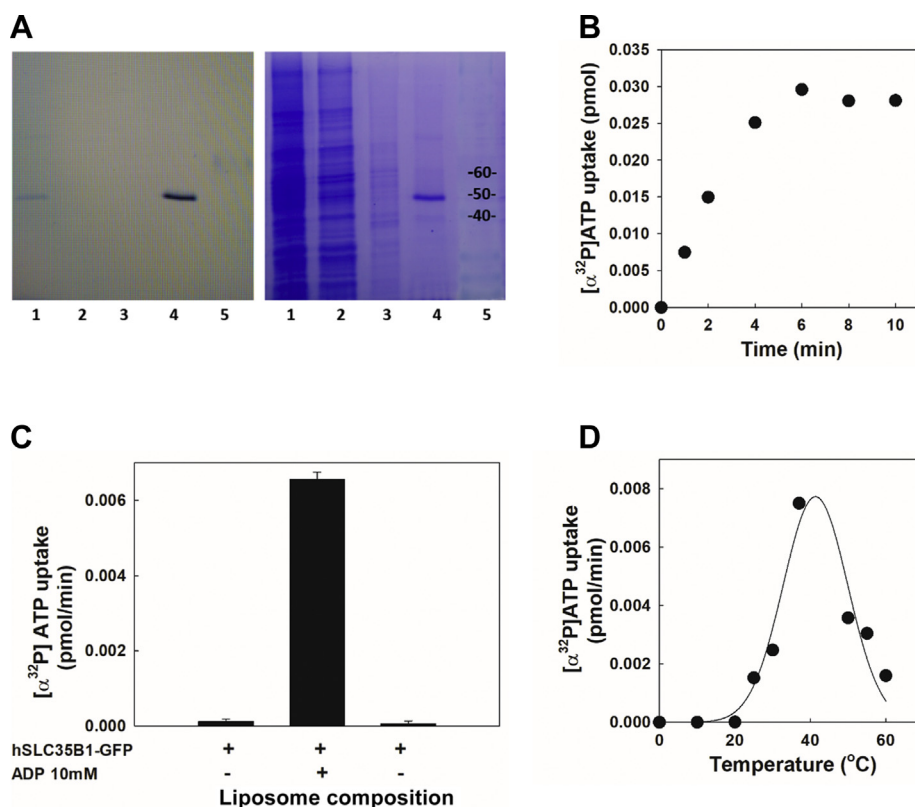 A
-60-
-50-
-40-
1 2 3 4 5 1 2 3 4 5
B
[α³²P]ATP uptake (pmol)
0.035
0.030
0.025
0.020
0.015
0.010
0.005
0.000
0 2 4 6 8 10
Time (min)
C
[α³²P] ATP uptake
(pmol/min)
0.006
0.004
0.002
0.000
hSLC35B1-GFP + + +
ADP 10mM - + -
Liposome composition
D
[α³²P]ATP uptake
(pmol/min)
0.008
0.006
0.004
0.002
0.000
0 20 40 60
Temperature (°C)